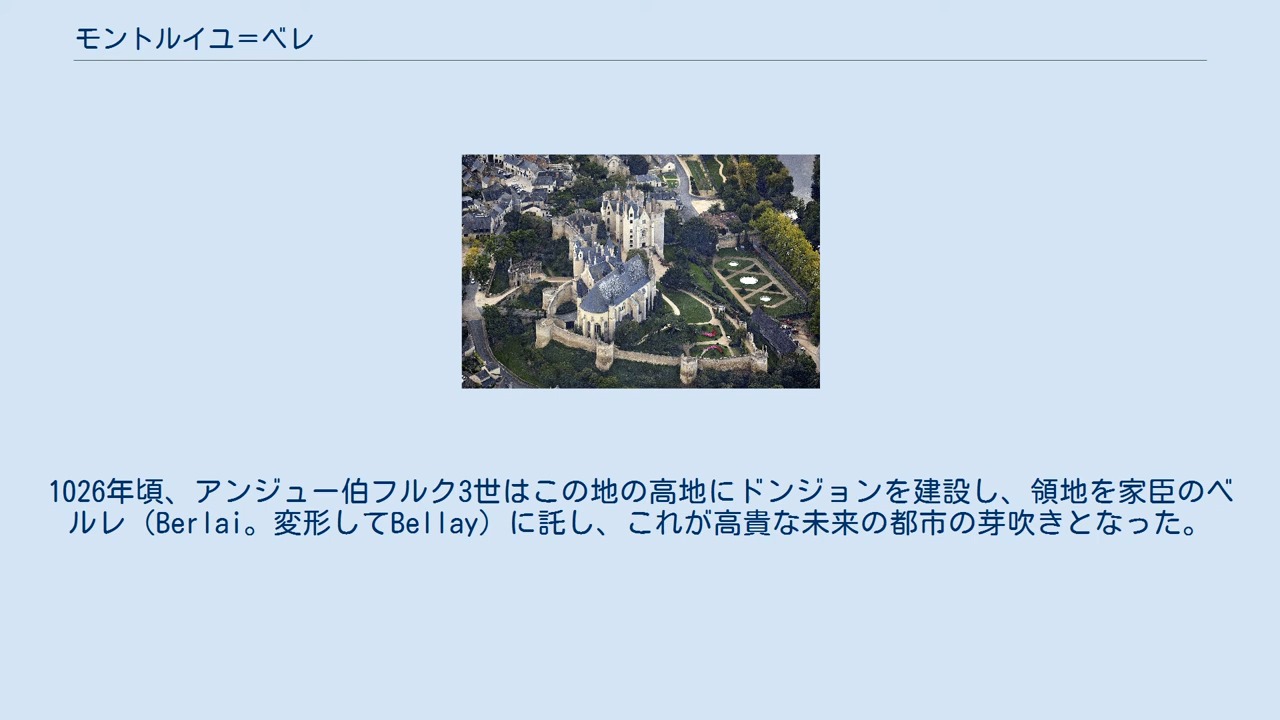 モントルイユ＝ベレ
1026年頃、アンジュー伯フルク3世はこの地の高地にドンジョンを建設し、領地を家臣のベ
ルレ（Berlai。変形してBellay）に託し、これが高貴な未来の都市の芽吹きとなった。